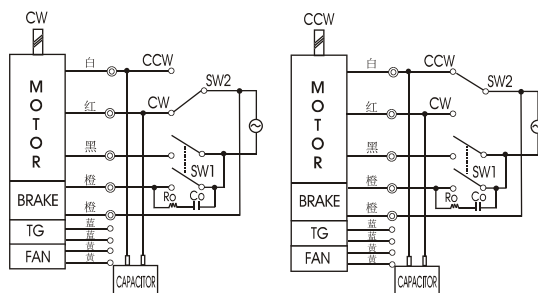 CW
白
CCW
SW2
红
CW
MOTOR
黑
SW1
橙
BRAKE
Ro
Co
橙
TG
蓝
蓝
FAN
黄
黄
CAPACITOR
CCW
白
CCW
SW2
红
CW
MOTOR
黑
SW1
橙
BRAKE
Ro
Co
橙
TG
蓝
蓝
FAN
黄
黄
CAPACITOR